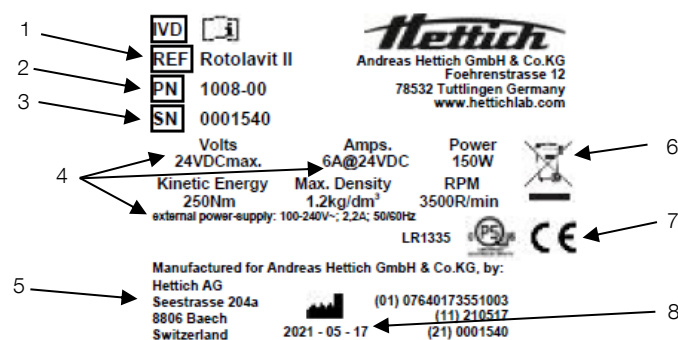 1
IVD
Hettich
REF Rotolavit II
Andreas Hettich GmbH & Co.KG
Foehrenstrasse 12
2
PN 1008-00
78532 Tuttlingen Germany
www.hettichlab.com
3
SN 0001540
Volts Amps. Power
24VDCmax. 6A@24VDC 150W
4
6
Kinetic Energy Max. Density RPM
250Nm 1.2kg/dm³ 3500R/min
external power-supply: 100-240V~; 2,2A; 50/60Hz
7
LR1335 c PS us CE
Manufactured for Andreas Hettich GmbH & Co.KG, by:
5
Hettich AG
Seestrasse 204a (01) 07640173551003
8
8806 Baech (11) 210517
Switzerland 2021 - 05 - 17 (21) 0001540